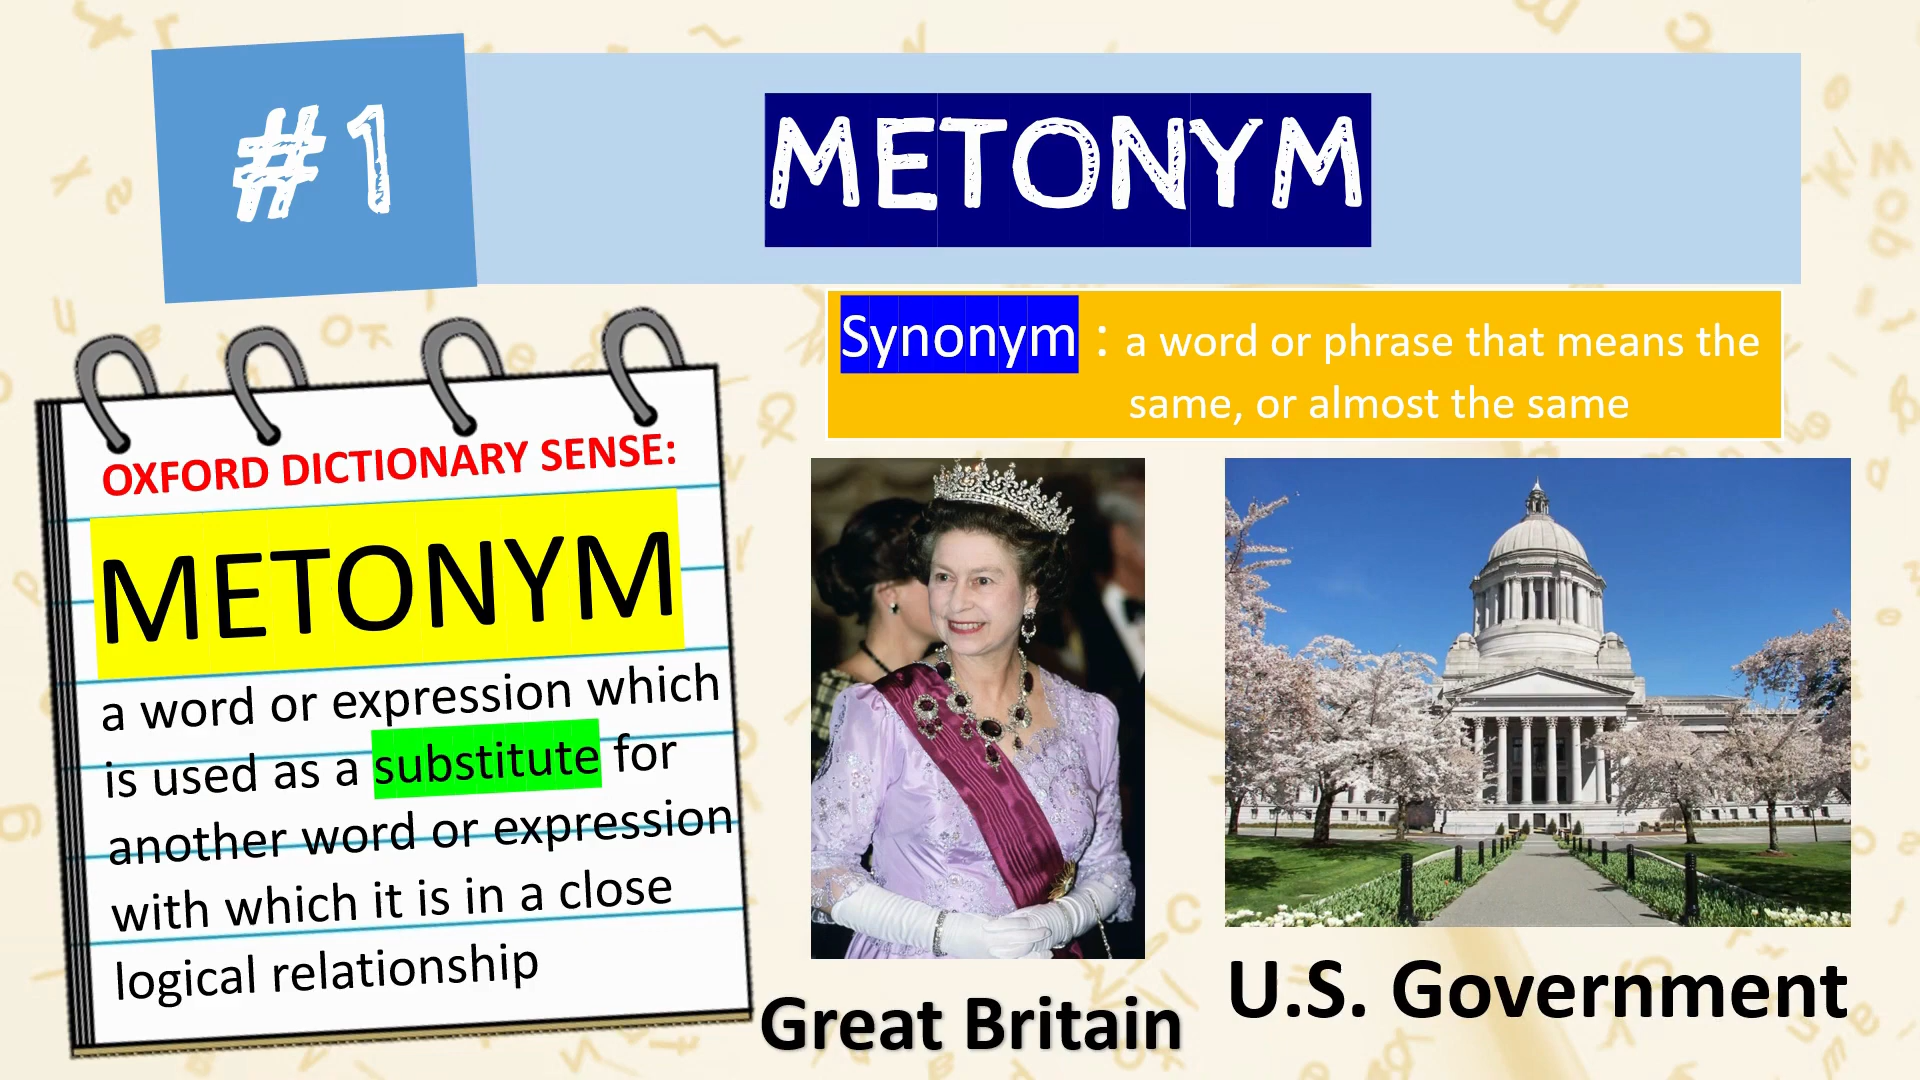 #1
METONYM
Synonym : a word or phrase that means the
same, or almost the same
OXFORD DICTIONARY SENSE:
METONYM
a word or expression which
is used as a substitute for
another word or expression
with which it is in a close
logical relationship
Great Britain
U.S. Government